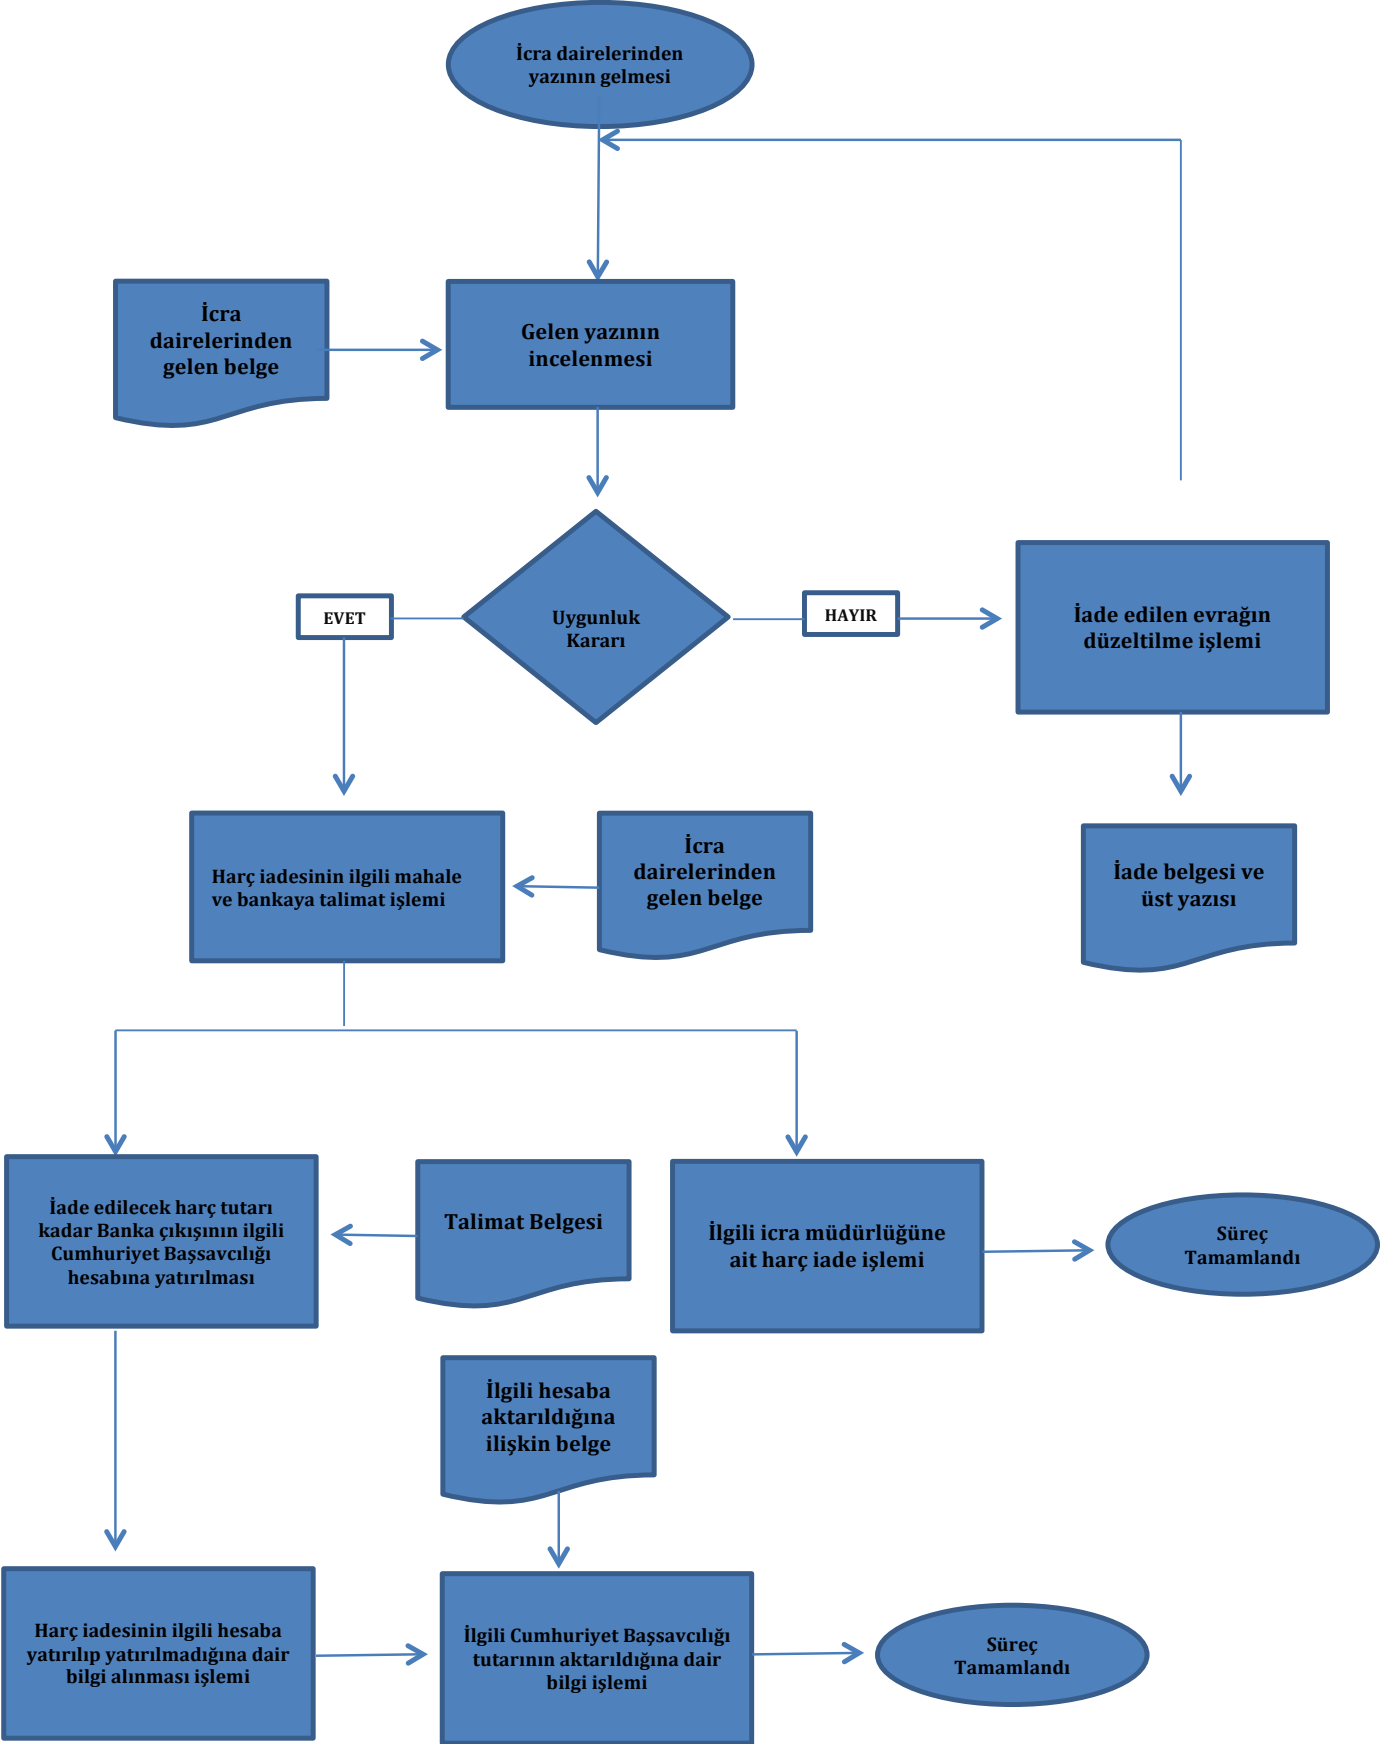 İcra dairelerinden
yazının gelmesi
İcra
dairelerinden
gelen belge
Gelen yazının
incelenmesi
EVET
Uygunluk
Kararı
HAYIR
İade edilen evrağın
düzeltilme işlemi
Harç iadesinin ilgili mahale
ve bankaya talimat işlemi
İcra
dairelerinden
gelen belge
İade belgesi ve
üst yazısı
İade edilecek harç tutarı
kadar Banka çıkışının ilgili
Cumhuriyet Başsavcılığı
hesabına yatırılması
Talimat Belgesi
İlgili icra müdürlüğüne
ait harç iade işlemi
Süreç
Tamamlandı
İlgili hesaba
aktarıldığına
ilişkin belge
Harç iadesinin ilgili hesaba
yatırılıp yatırılmadığına dair
bilgi alınması işlemi
İlgili Cumhuriyet Başsavcılığı
tutarının aktarıldığına dair
bilgi işlemi
Süreç
Tamamlandı